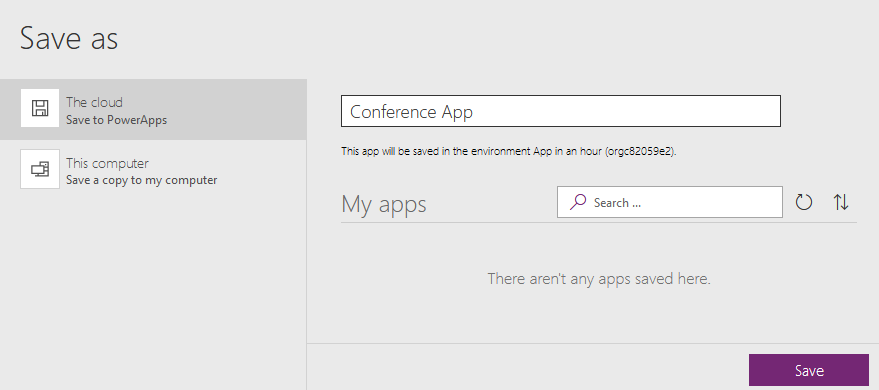 Save as
The cloud
Save to PowerApps
This computer
Save a copy to my computer
Conference App
This app will be saved in the environment App in an hour (orgc82059e2).
My apps
Search ...
There aren't any apps saved here.
Save